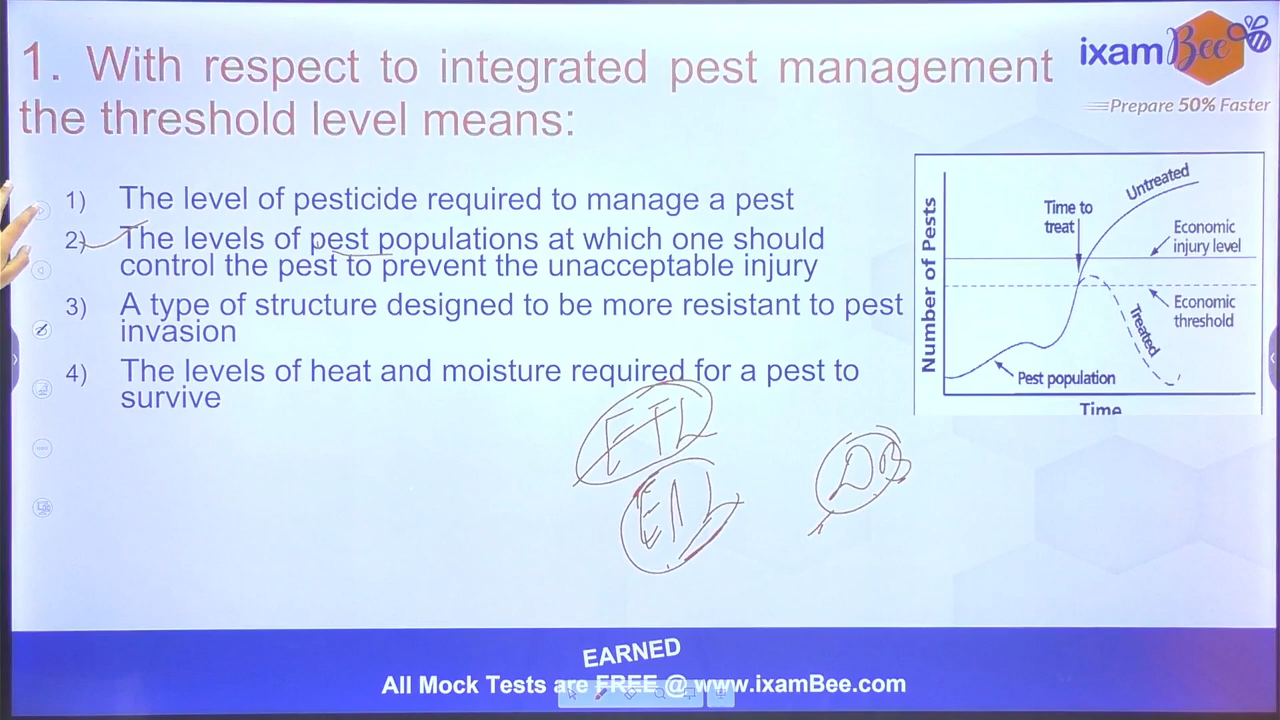 1. With respect to integrated pest management
the threshold level means:
ixamBee
Prepare 50% Faster
1) The level of pesticide required to manage a pest
2) The levels of pest populations at which one should
control the pest to prevent the unacceptable injury
3) A type of structure designed to be more resistant to pest
invasion
4) The levels of heat and moisture required for a pest to
survive
Number of Pests
Time to
treat
Untreated
Economic
injury level
Economic
threshold
Treated
Pest population
Time
ETL
EIL
DB
EARNED
All Mock Tests are FREE @ www.ixamBee.com